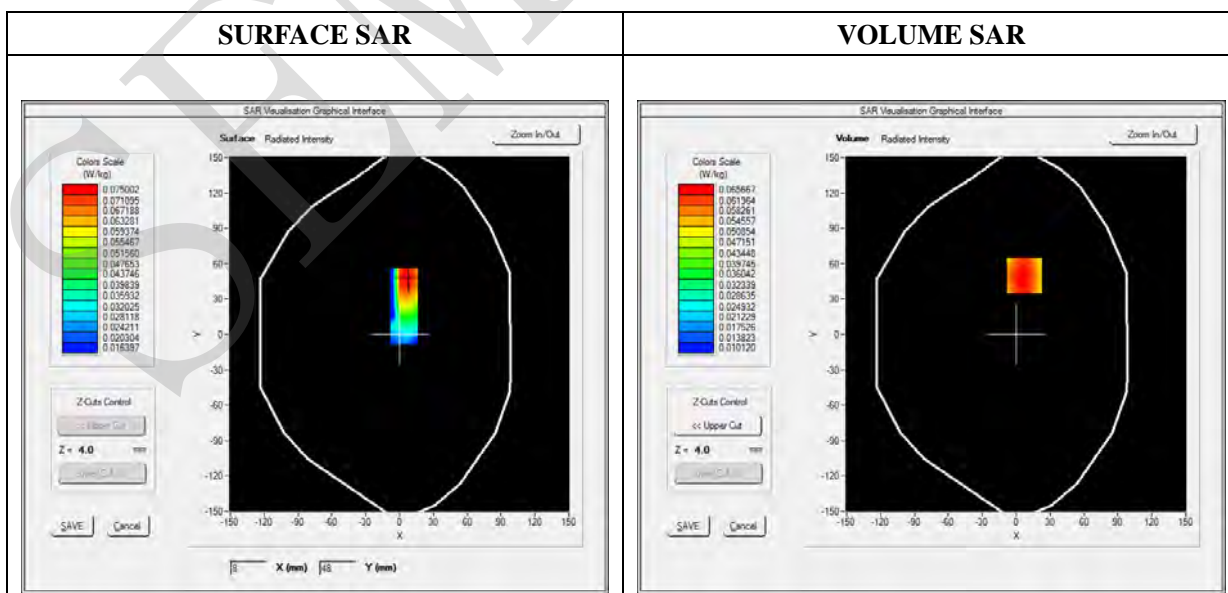 SURFACE SAR
VOLUME SAR
SAR Visualisation Graphical Interface
Surface Radiated Intensity
Zoom In/Out
Colors Scale
(W/kg)
0.075002
0.071095
0.067188
0.063281
0.059374
0.055467
0.051560
0.047653
0.043746
0.039839
0.035932
0.032025
0.028118
0.024211
0.020304
0.016397
Z-Cuts Control
<< Upper Cut
Z = 4.0 mm
SAVE
Cancel
150
120
90
60
30
0
-30
-60
-90
-120
-150
Y
-150 -120 -90 -60 -30 0 30 60 90 120 150
X
8 X (mm) 48 Y (mm)
SAR Visualisation Graphical Interface
Volume Radiated Intensity
Zoom In/Out
Colors Scale
(W/kg)
0.065667
0.061964
0.058261
0.054557
0.050854
0.047151
0.043448
0.039745
0.036042
0.032339
0.028635
0.024932
0.021229
0.017526
0.013823
0.010120
Z-Cuts Control
<< Upper Cut
Z = 4.0 mm
SAVE
Cancel
150
120
90
60
30
0
-30
-60
-90
-120
-150
Y
-150 -120 -90 -60 -30 0 30 60 90 120 150
X